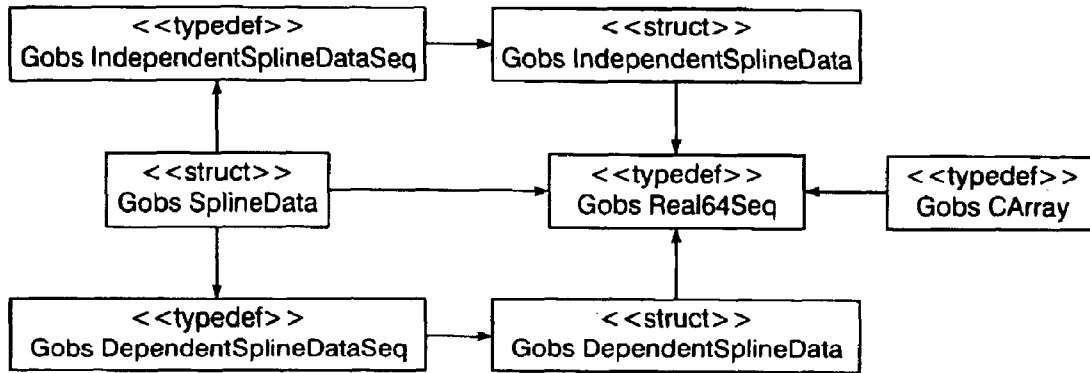 <<typedef>>
Gobs IndependentSplineDataSeq
<<struct>>
Gobs IndependentSplineData
<<struct>>
Gobs SplineData
<<typedef>>
Gobs Real64Seq
<<typedef>>
Gobs CArray
<<typedef>>
Gobs DependentSplineDataSeq
<<struct>>
Gobs DependentSplineData